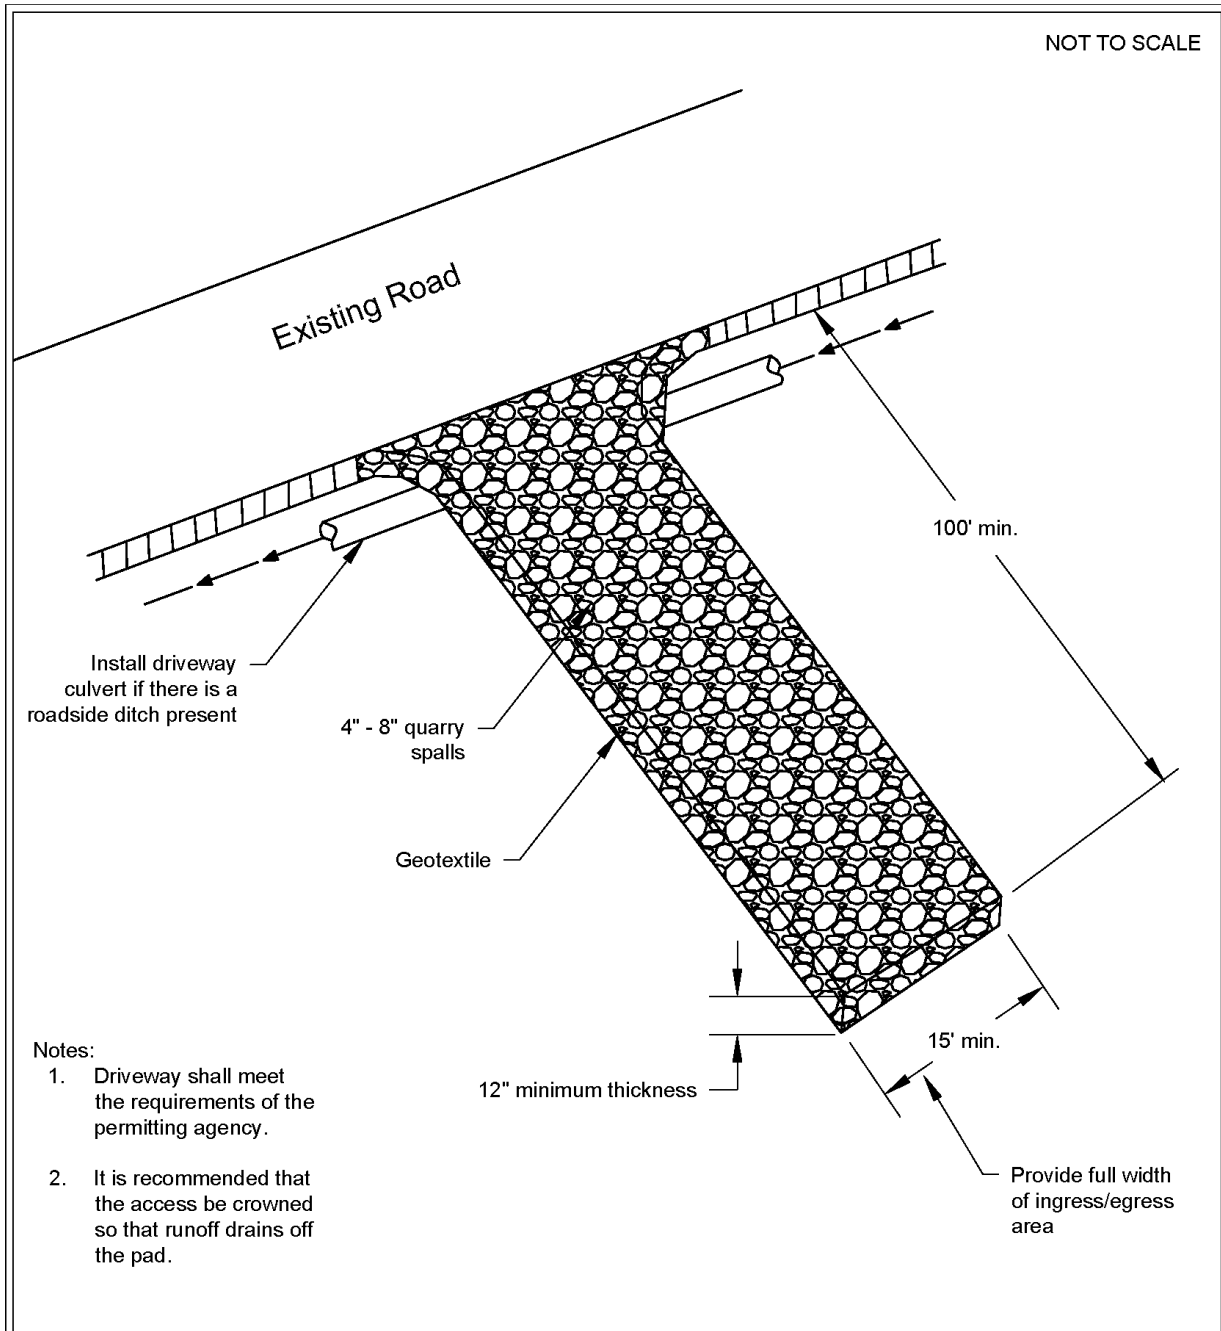 NOT TO SCALE
Existing Road
100' min.
Install driveway
culvert if there is a
roadside ditch present
4" - 8" quarry
spalls
Geotextile
15' min.
12" minimum thickness
Provide full width
of ingress/egress
area
Notes:
1. Driveway shall meet
the requirements of the
permitting agency.
2. It is recommended that
the access be crowned
so that runoff drains off
the pad.